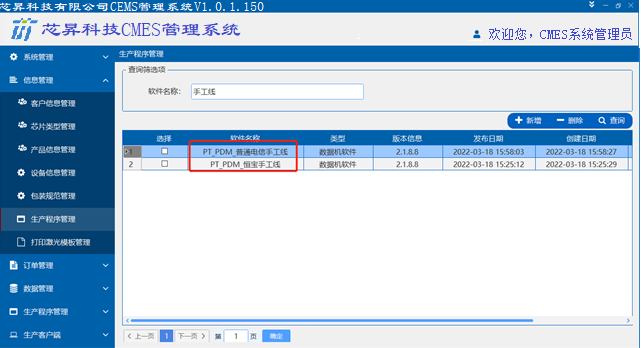 芯昇科技有限公司CEMS管理系统V1.0.1.150
芯昇科技CMES管理系统
欢迎您，CMES系统管理员
系统管理
信息管理
客户信息管理
芯片类型管理
产品信息管理
设备信息管理
包装规范管理
生产程序管理
打印激光模板管理
订单管理
数据管理
生产程序管理
生产客户端
生产程序管理
查询筛选项
软件名称： 手工线
新增 删除 查询
选择 软件名称 类型 版本信息 发布日期 创建日期
1 PT_PDM_普通电信手工线 数据机软件 2.1.8.8 2022-03-18 15:58:03 2022-03-18 15:58:27
2 PT_PDM_恒宝手工线 数据机软件 2.1.8.8 2022-03-18 15:25:12 2022-03-18 15:25:29
上一页 1 下一页 第 1 页 确定